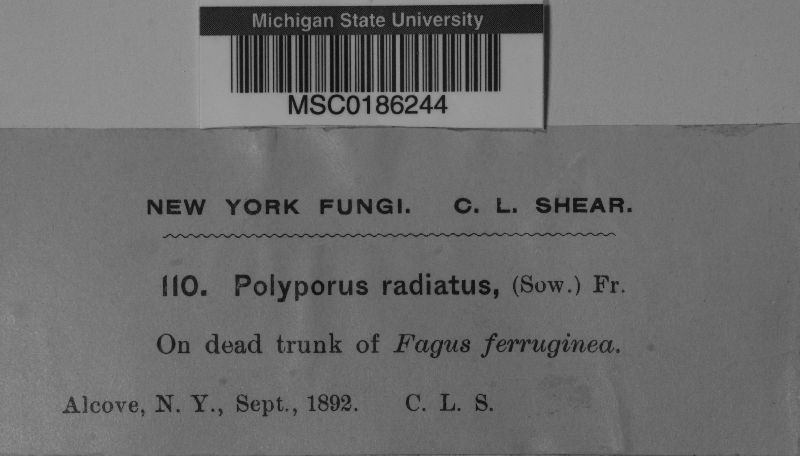 Michigan State University
MSC0186244
NEW YORK FUNGI. C. L. SHEAR.
110. Polyporus radiatus, (Sow.) Fr.
On dead trunk of Fagus ferruginea.
Alcove, N. Y., Sept., 1892. C. L. S.